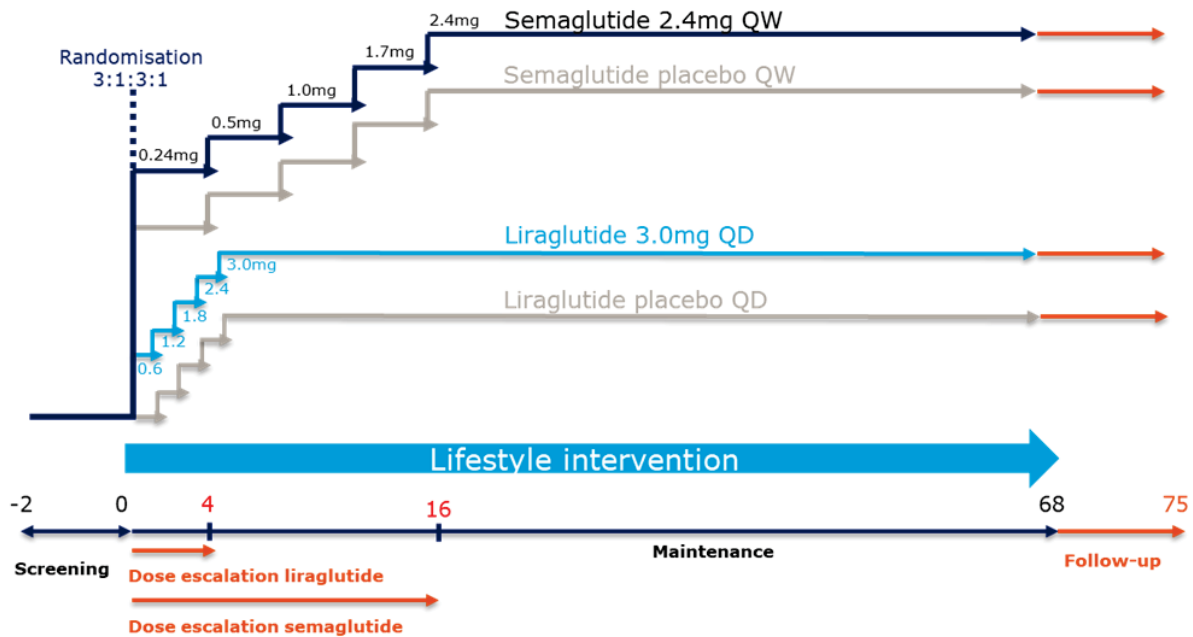 Semaglutide 2.4mg QW
2.4mg
Randomisation
3:1:3:1
1.7mg
Semaglutide placebo QW
1.0mg
0.5mg
0.24mg
Liraglutide 3.0mg QD
3.0mg
2.4
Liraglutide placebo QD
1.8
1.2
0.6
Lifestyle intervention
-2 0 4 16 68 75
Screening
Maintenance
Follow-up
Dose escalation liraglutide
Dose escalation semaglutide